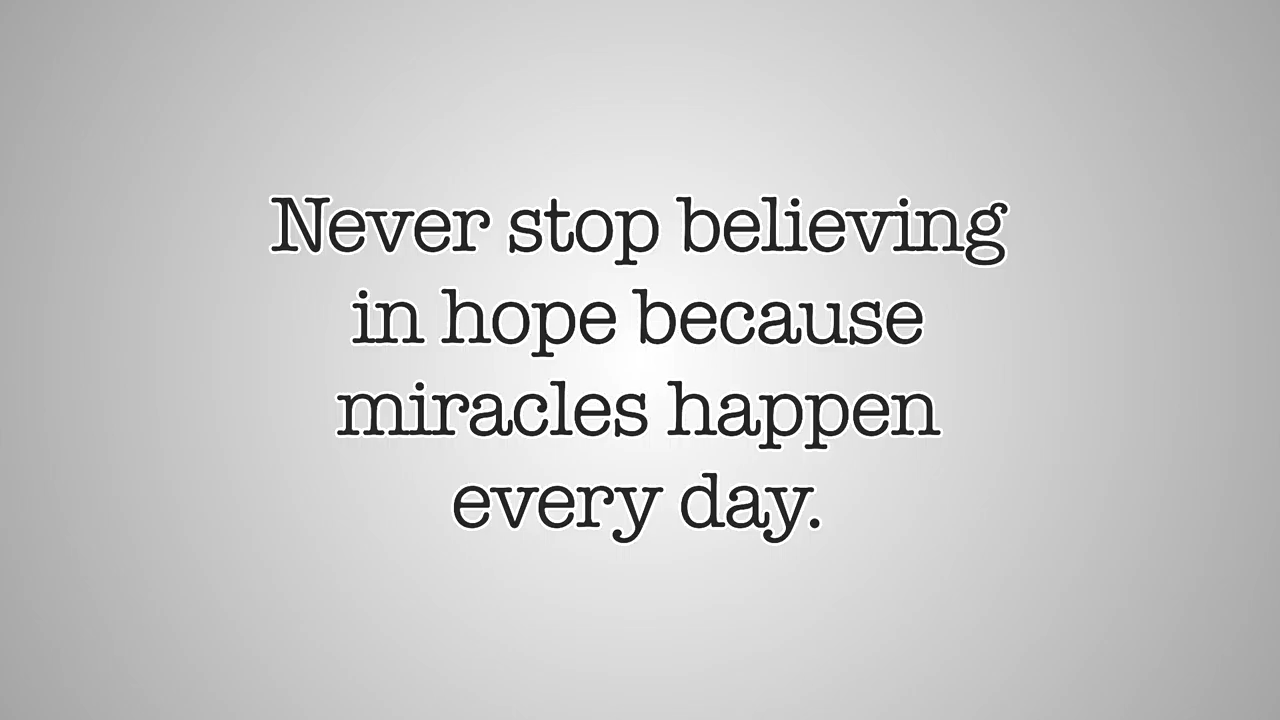 Never stop believing
in hope because
miracles happen
every day.